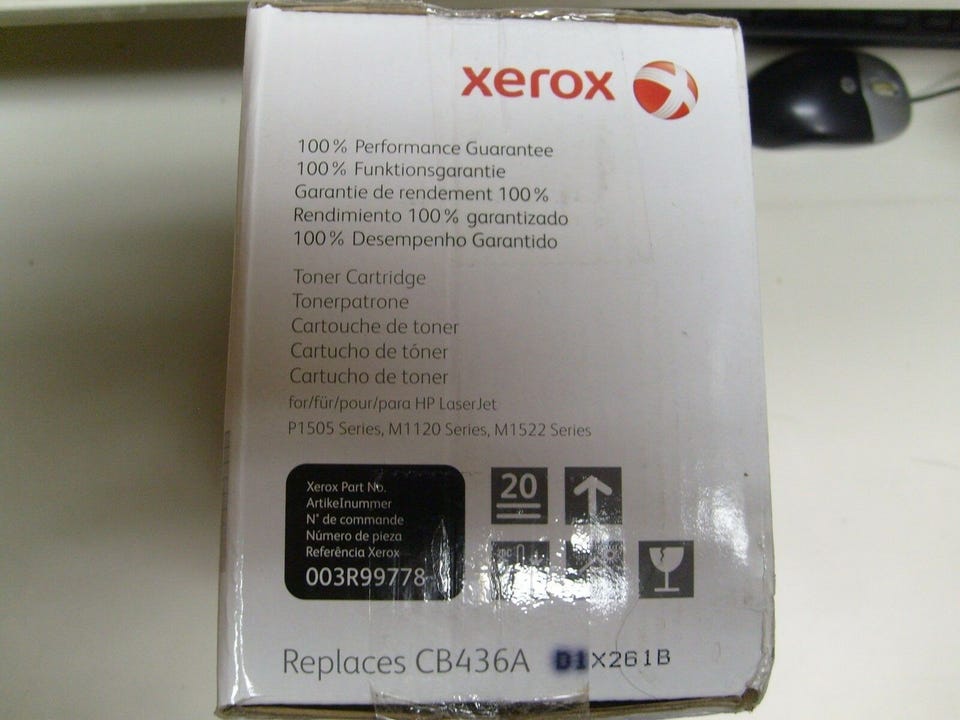 xerox
100% Performance Guarantee
100% Funktionsgarantie
Garantie de rendement 100%
Rendimiento 100% garantizado
100% Desempenho Garantido
Toner Cartridge
Tonerpatrone
Cartouche de toner
Cartucho de tóner
Cartucho de toner
for/für/pour/para HP LaserJet
P1505 Series, M1120 Series, M1522 Series
Xerox Part No.
ArtikeInummer
N° de commande
Número de pieza
Referência Xerox
003R99778
20
Replaces CB436A D1X261B